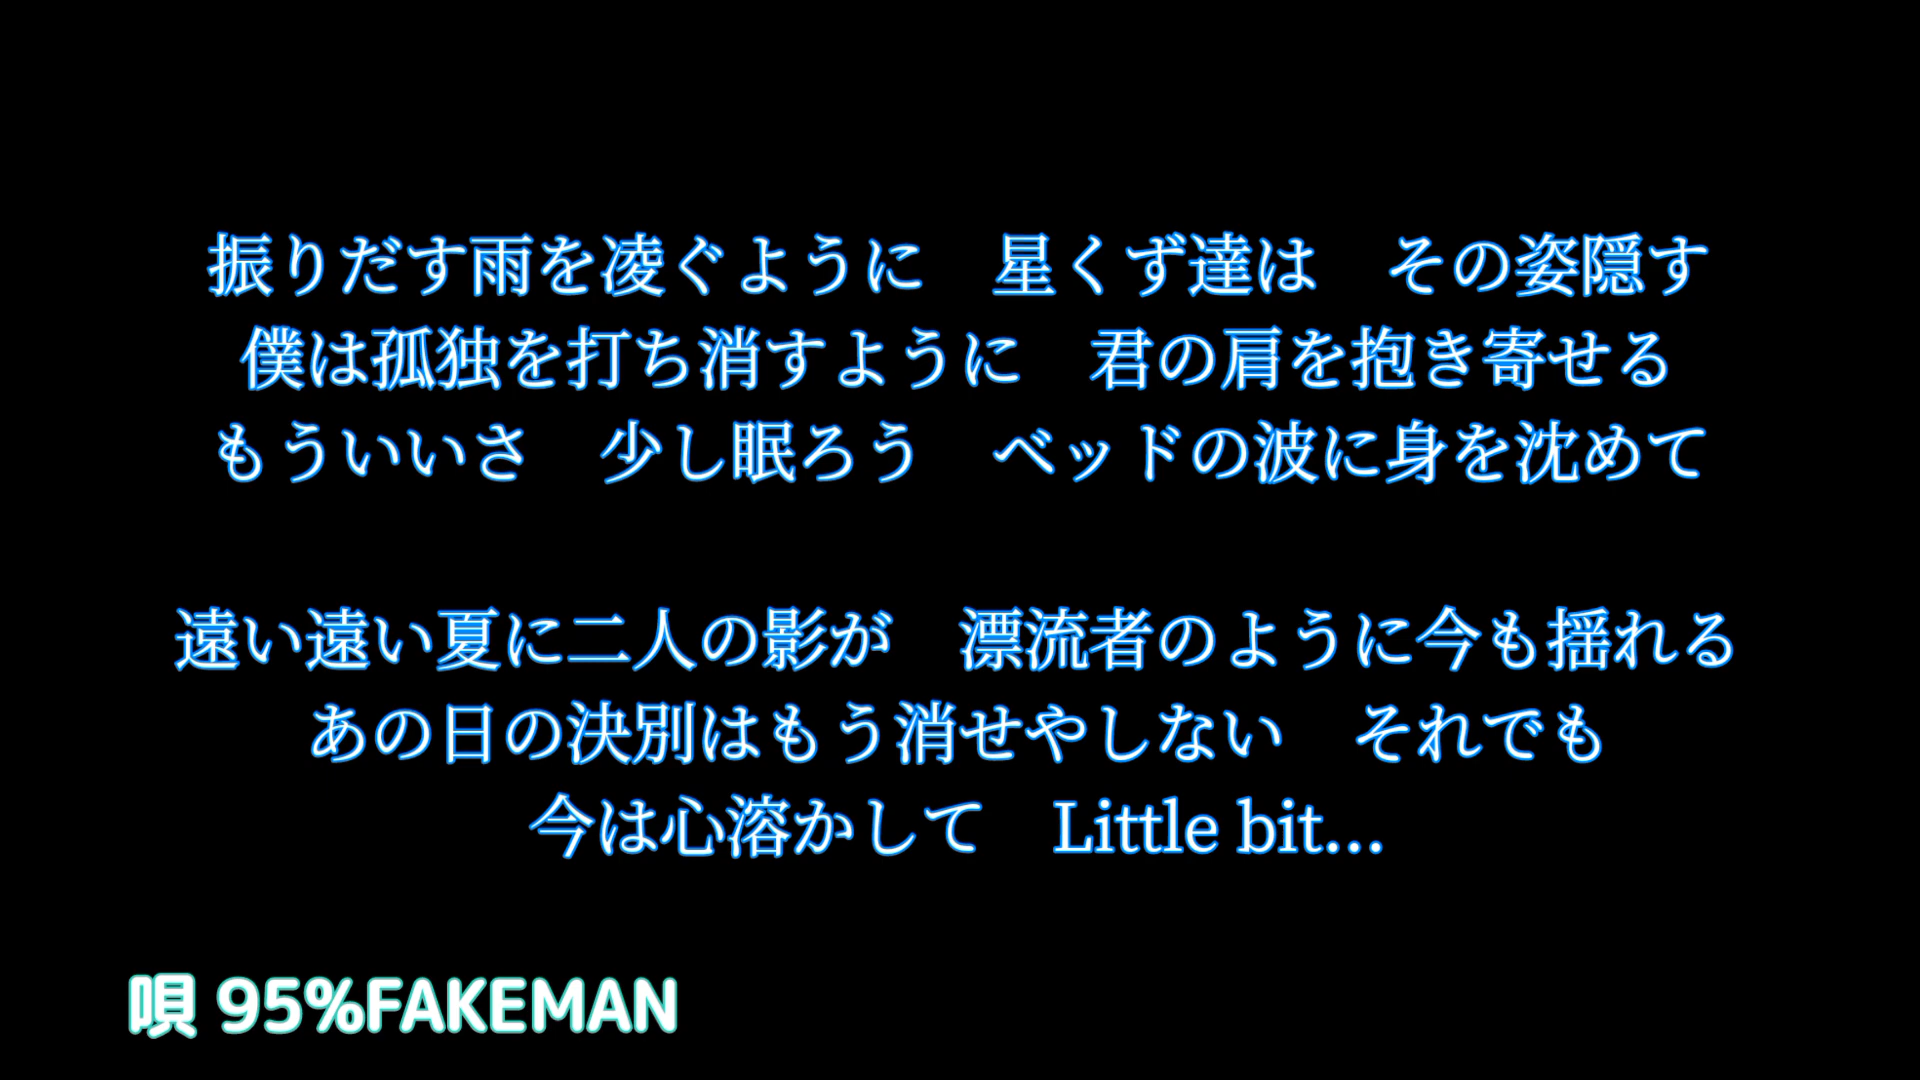 振りだす雨を凌ぐように　星くず達は　その姿隠す
僕は孤独を打ち消すように　君の肩を抱き寄せる
もういいさ　少し眠ろう　ベッドの波に身を沈めて
遠い遠い夏に二人の影が　漂流者のように今も揺れる
あの日の決別はもう消せやしない　それでも
今は心溶かして　Little bit…
唄 95%FAKEMAN